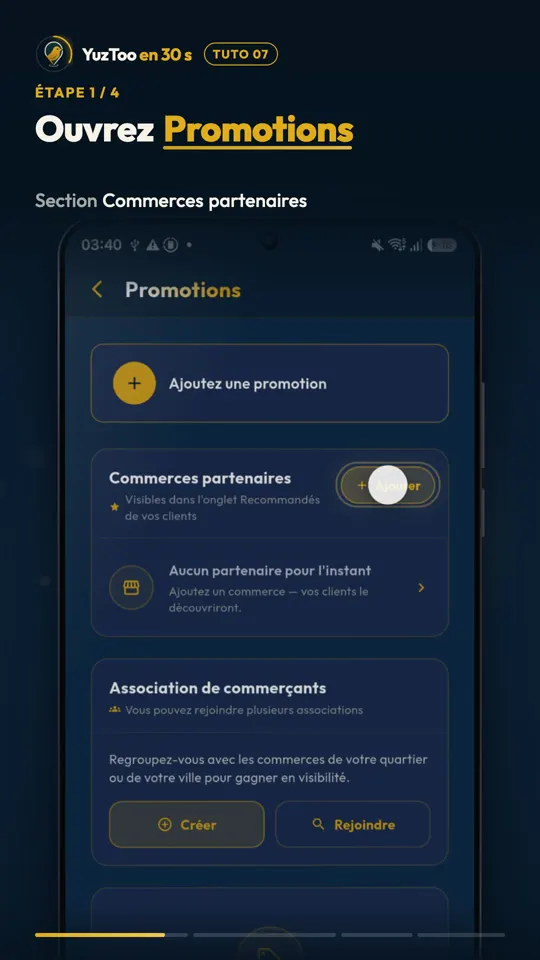 YuzToo en 30 s TUTO 07
ÉTAPE 1 / 4
Ouvrez Promotions
Section Commerces partenaires
03:40
Promotions
+ Ajoutez une promotion
Commerces partenaires
+ Ajouter
Visibles dans l'onglet Recommandés
de vos clients
Aucun partenaire pour l'instant
Ajoutez un commerce — vos clients le
découvriront.
Association de commerçants
Vous pouvez rejoindre plusieurs associations
Regroupez-vous avec les commerces de votre quartier
ou de votre ville pour gagner en visibilité.
Créer
Rejoindre